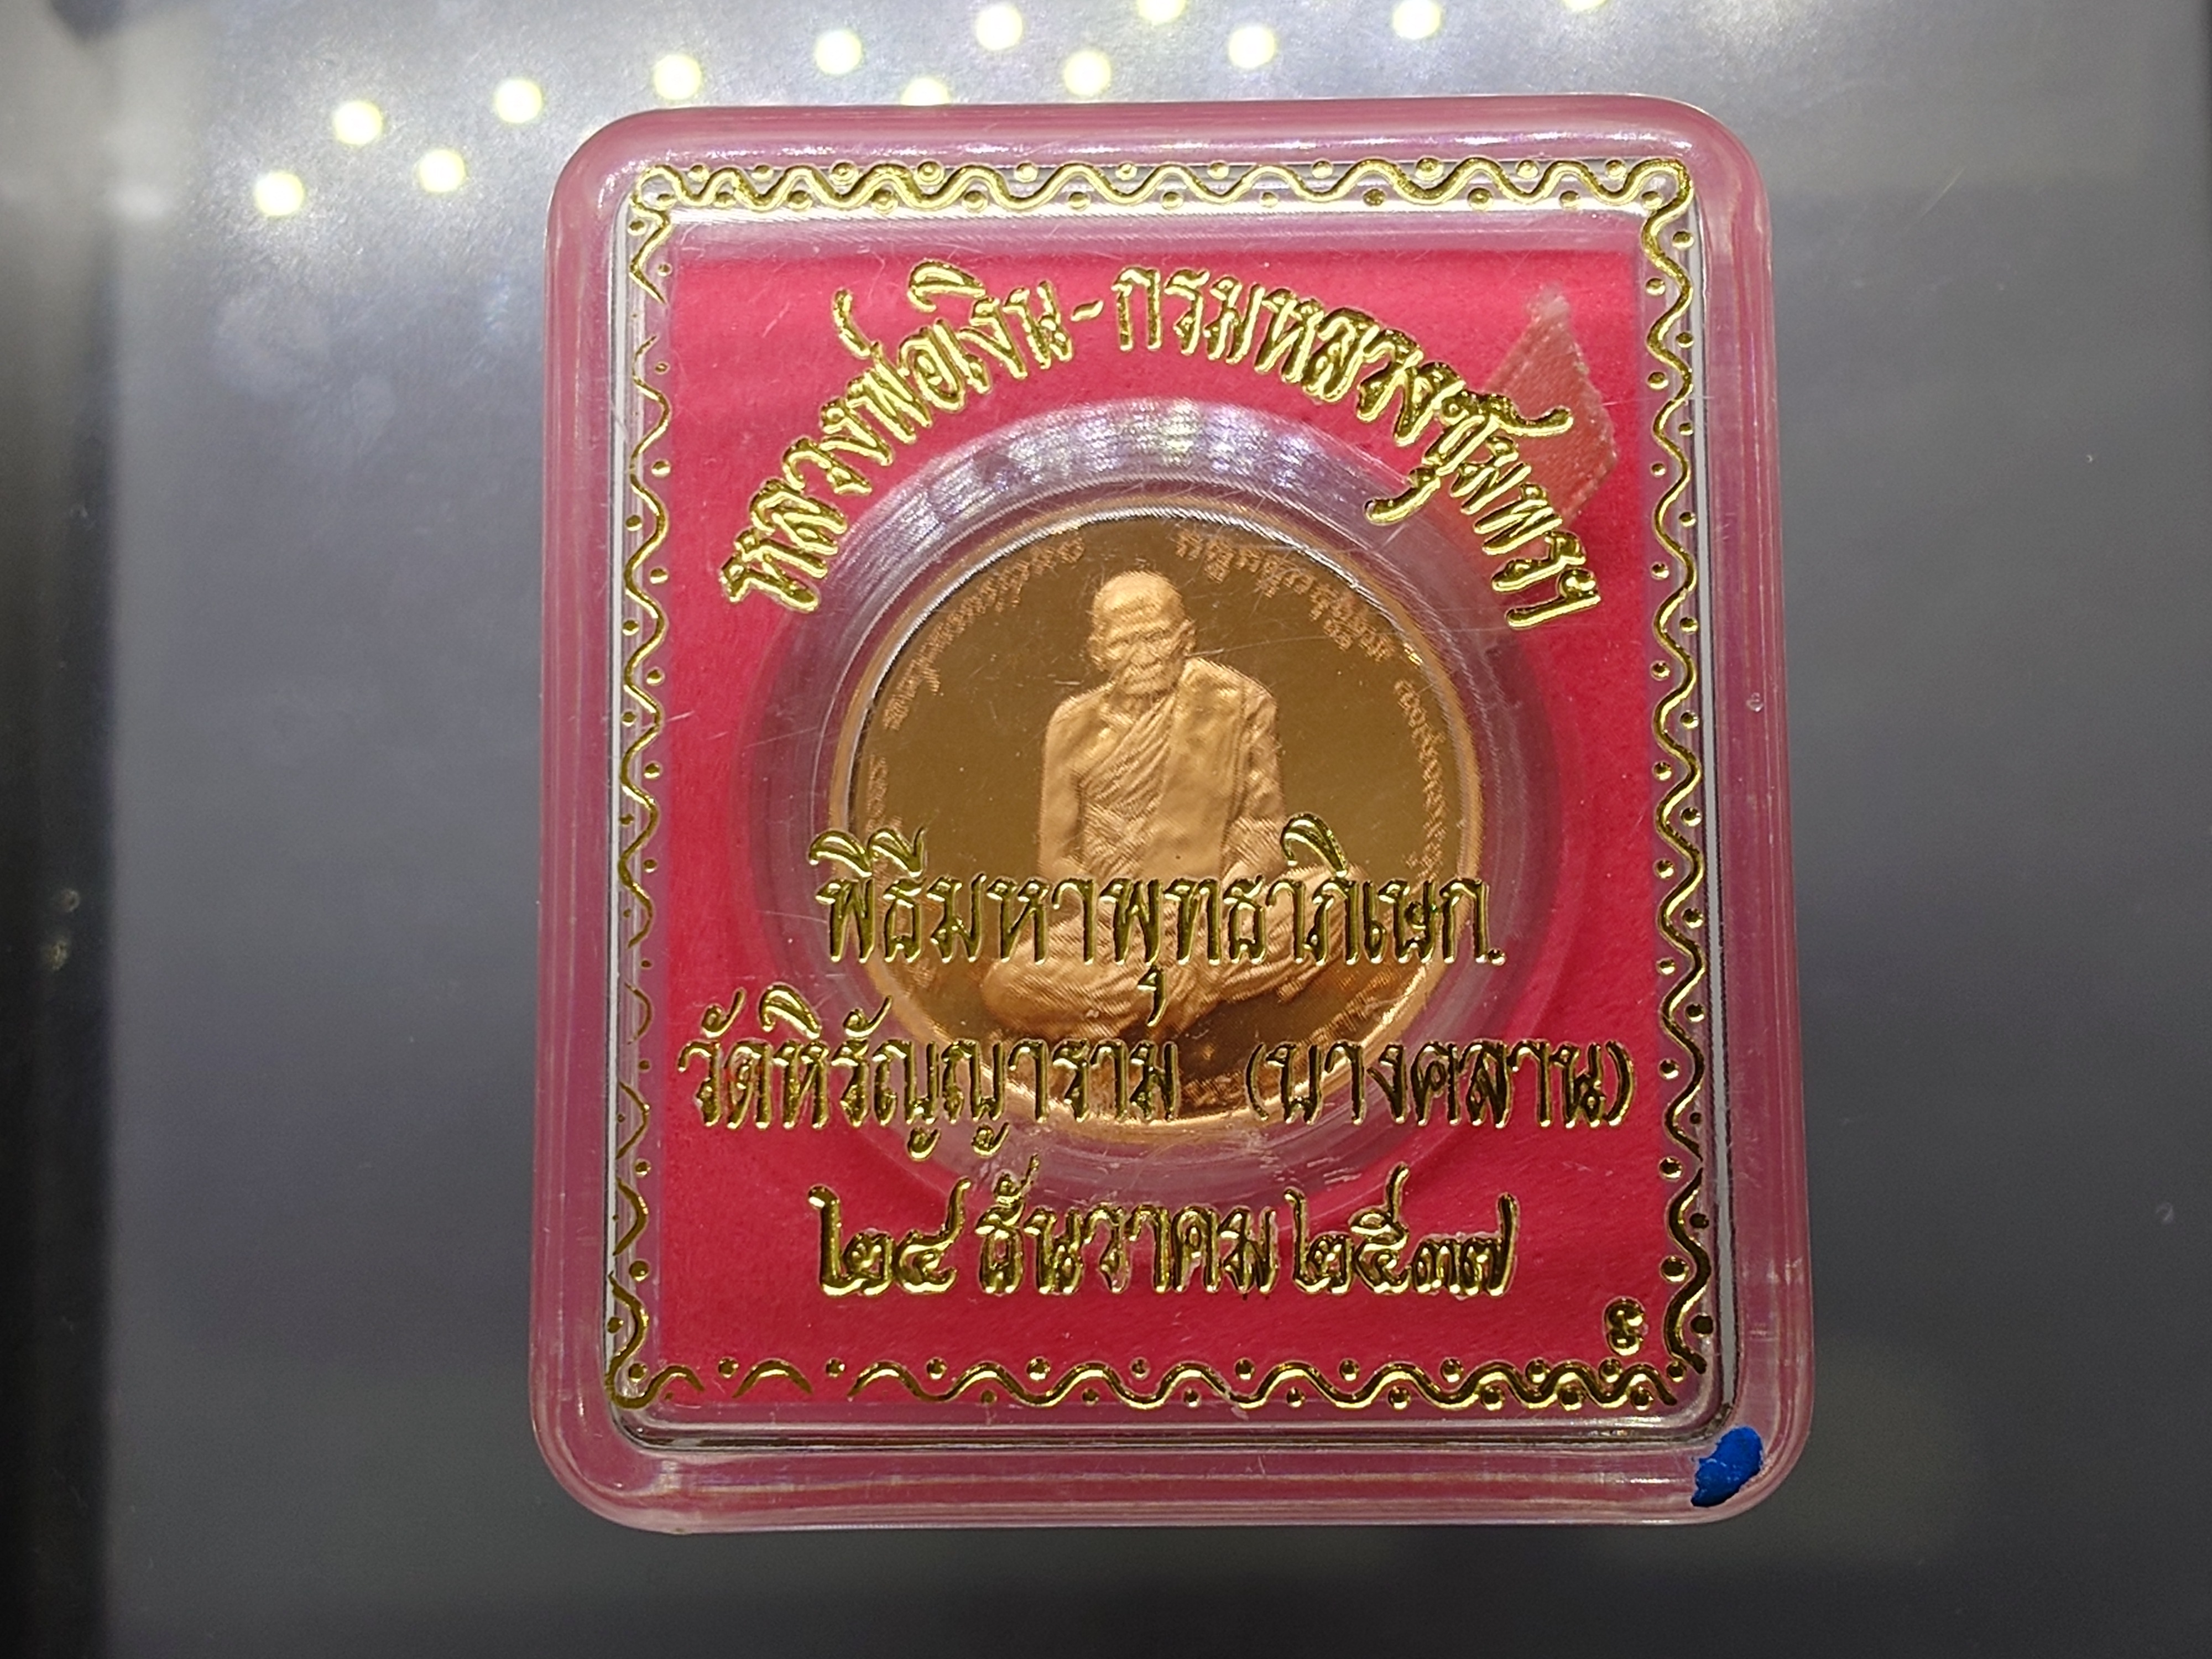 หลวงพ่อเงิน - กรมหลวงชุมพรฯ
พิธีมหาพุทธาภิเษก
วัดหิรัญญาราม (บางคลาน)
๒๔ ธันวาคม ๒๕๓๗